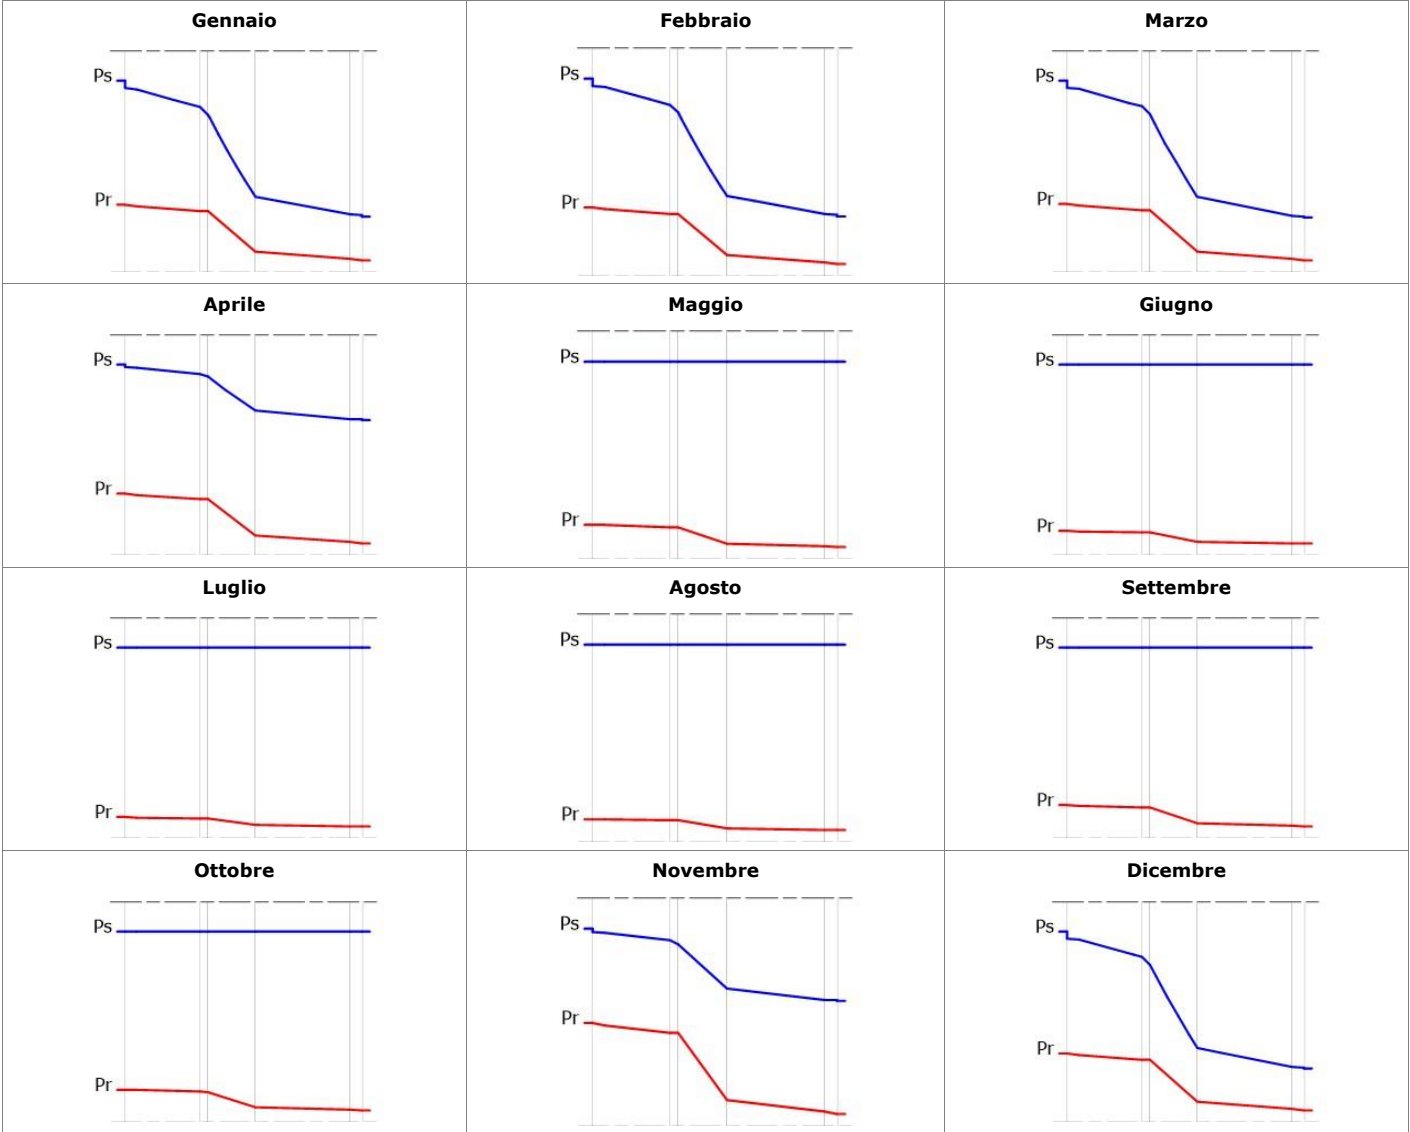 Gennaio
Febbraio
Marzo
Ps
Pr
Ps
Pr
Ps
Pr
Aprile
Maggio
Giugno
Ps
Pr
Ps
Pr
Ps
Pr
Luglio
Agosto
Settembre
Ps
Pr
Ps
Pr
Ps
Pr
Ottobre
Novembre
Dicembre
Ps
Pr
Ps
Pr
Ps
Pr